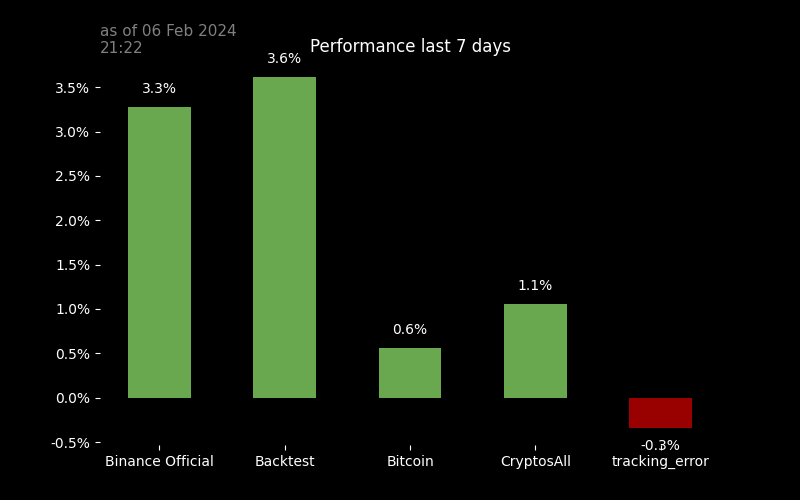 as of 06 Feb 2024
21:22
Performance last 7 days
3.5%
3.0%
2.5%
2.0%
1.5%
1.0%
0.5%
0.0%
-0.5%
3.3%
3.6%
0.6%
1.1%
-0.3%
Binance Official
Backtest
Bitcoin
CryptosAll
tracking_error